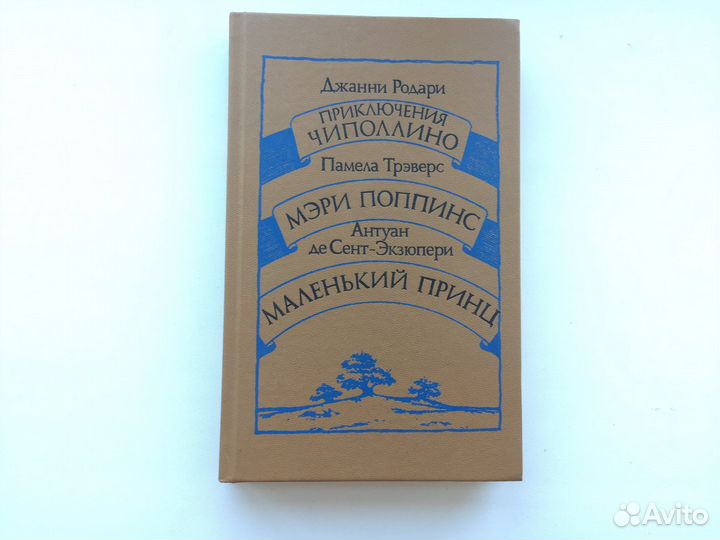 Джанни Родари
ПРИКЛЮЧЕНИЯ
ЧИПОЛЛИНО
Памела Трэверс
МЭРИ ПОППИНС
Антуан
де Сент-Экзюпери
МАЛЕНЬКИЙ ПРИНЦ
Avito